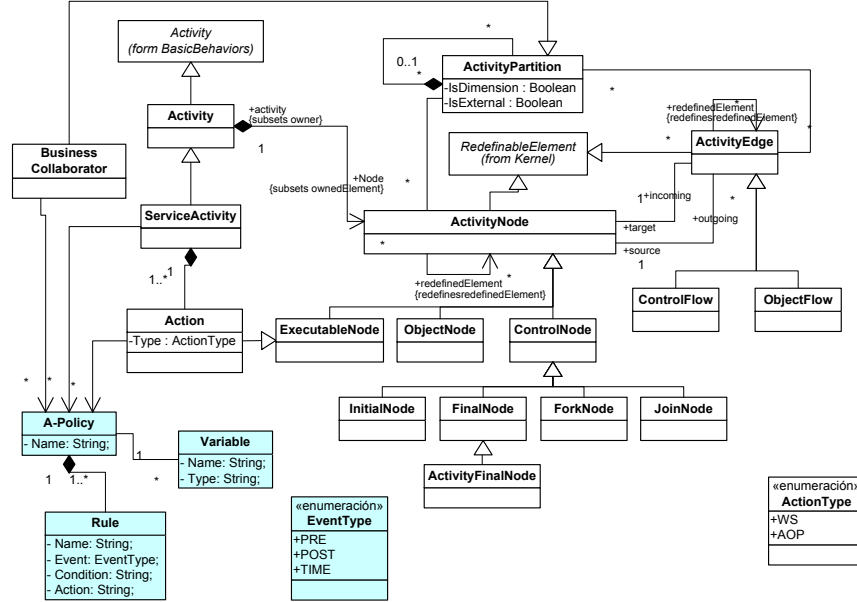 Activity
(form BasicBehaviors)
*
*
0..1
*
ActivityPartition
-IsDimension : Boolean
-IsExternal : Boolean
*
+redefinedElement
*
{redefinesredefinedElement}
*
Activity
+activity
{subsets owner}
1
RedefinableElement
(from Kernel)
*
ActivityEdge
Business
Collaborator
+Node
{subsets ownedElement}
*
1
+incoming
*
ServiceActivity
ActivityNode
*
+target
+outgoing
+source
1
1..*
1
+redefinedElement
*
{redefinesredefinedElement}
ControlFlow
ObjectFlow
Action
-Type : ActionType
ExecutableNode
ObjectNode
ControlNode
*
*
*
InitialNode
FinalNode
ForkNode
JoinNode
A-Policy
- Name: String;
1
*
Variable
- Name: String;
- Type: String;
1
1..*
ActivityFinalNode
Rule
- Name: String;
- Event: EventType;
- Condition: String;
- Action: String;
«enumeración»
EventType
+PRE
+POST
+TIME
«enumeración»
ActionType
+WS
+AOP